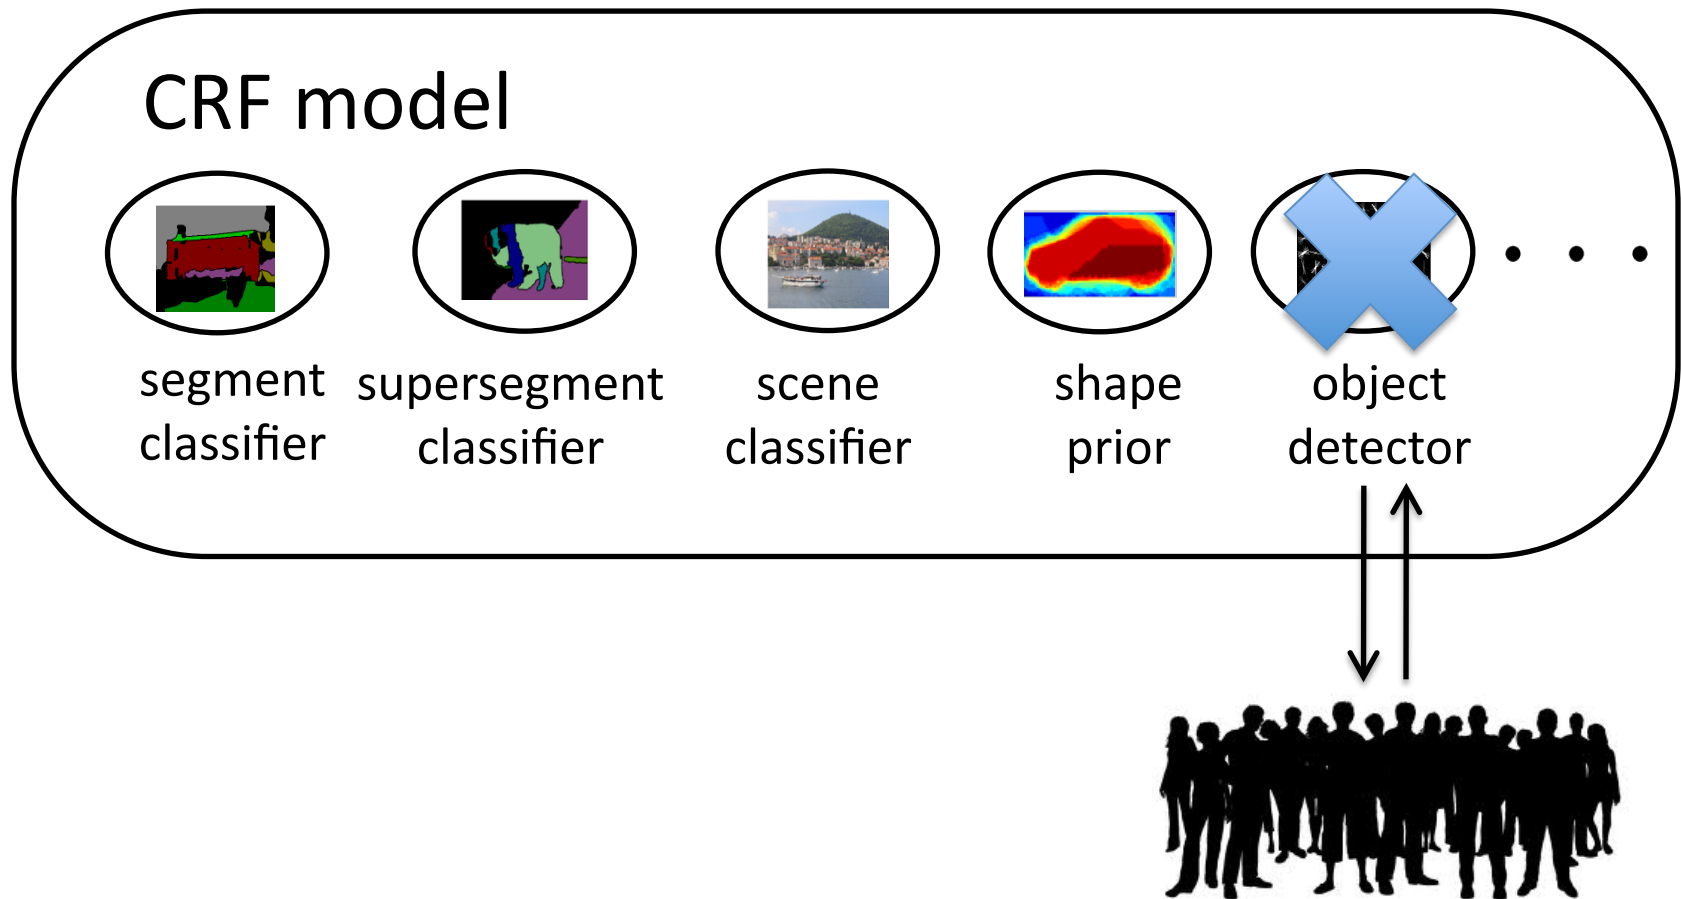 CRF model
segment
classifier
supersegment
classifier
scene
classifier
shape
prior
object
detector